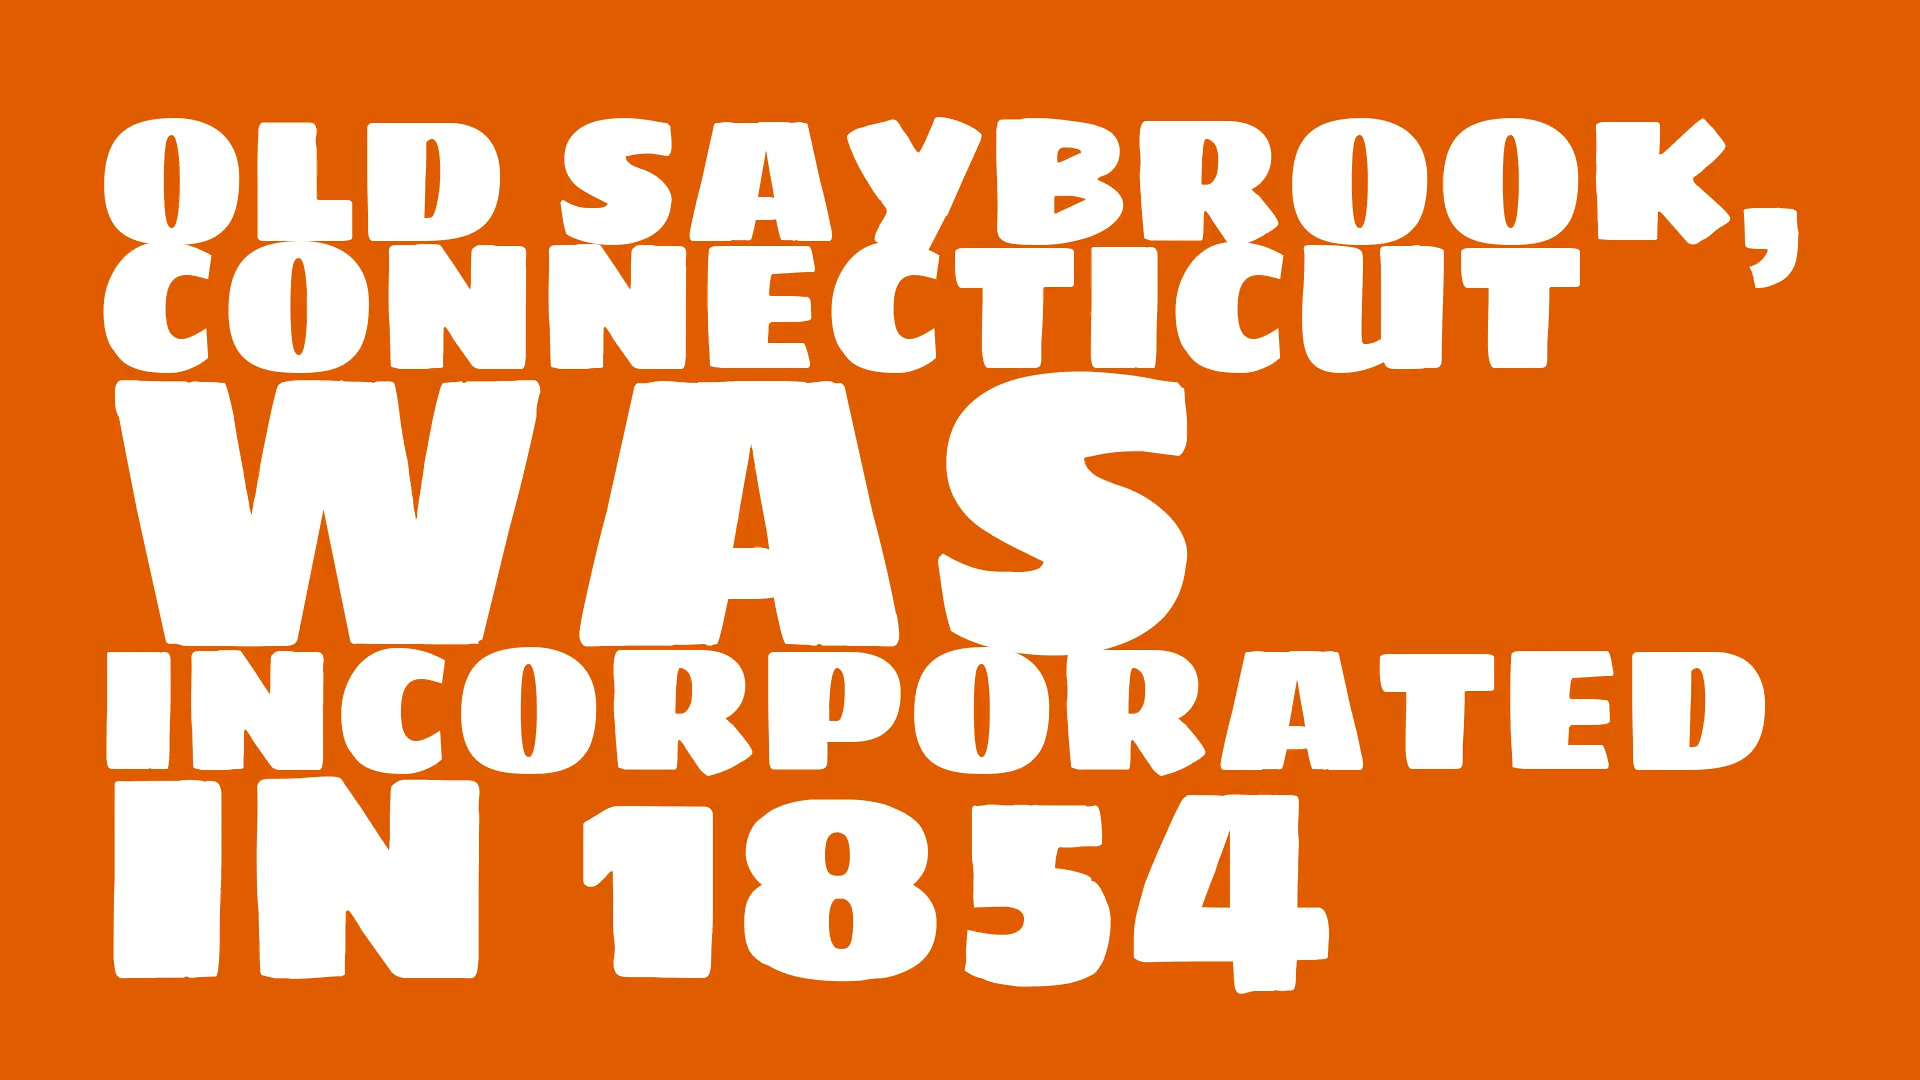 OLD SAYBROOK,
CONNECTICUT
WAS
INCORPORATED
IN 1854